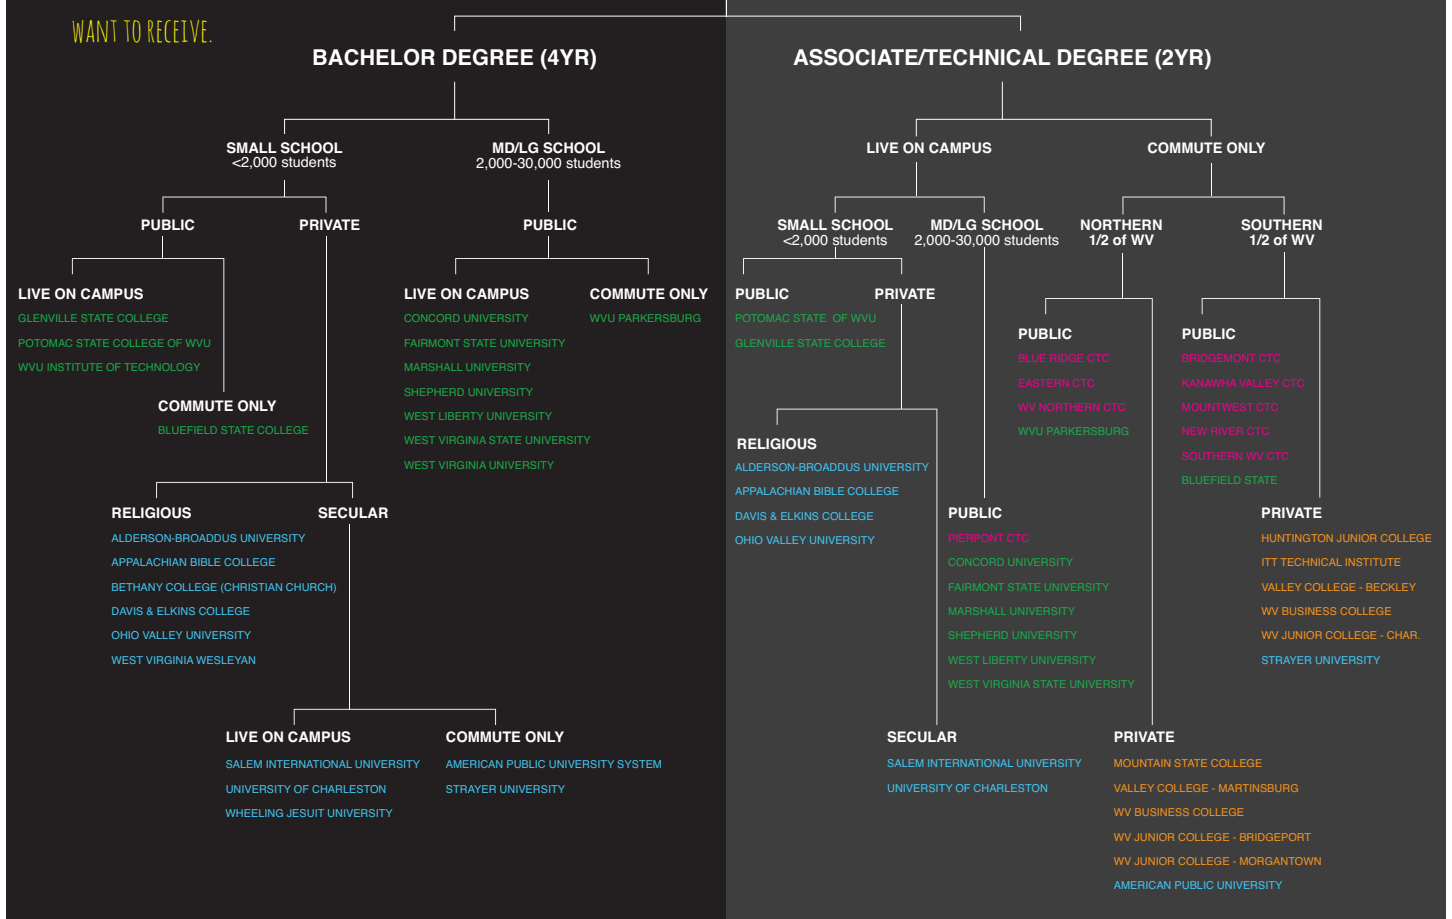 WANT TO RECEIVE.
BACHELOR DEGREE (4YR)
SMALL SCHOOL
<2,000 students
PUBLIC
LIVE ON CAMPUS
GLENVILLE STATE COLLEGE
POTOMAC STATE COLLEGE OF WVU
WVU INSTITUTE OF TECHNOLOGY
COMMUTE ONLY
BLUEFIELD STATE COLLEGE
PRIVATE
RELIGIOUS
ALDERSON-BROADDUS UNIVERSITY
APPALACHIAN BIBLE COLLEGE
BETHANY COLLEGE (CHRISTIAN CHURCH)
DAVIS & ELKINS COLLEGE
OHIO VALLEY UNIVERSITY
WEST VIRGINIA WESLEYAN
SECULAR
LIVE ON CAMPUS
SALEM INTERNATIONAL UNIVERSITY
UNIVERSITY OF CHARLESTON
WHEELING JESUIT UNIVERSITY
COMMUTE ONLY
AMERICAN PUBLIC UNIVERSITY SYSTEM
STRAYER UNIVERSITY
MD/LG SCHOOL
2,000-30,000 students
PUBLIC
LIVE ON CAMPUS
CONCORD UNIVERSITY
FAIRMONT STATE UNIVERSITY
MARSHALL UNIVERSITY
SHEPHERD UNIVERSITY
WEST LIBERTY UNIVERSITY
WEST VIRGINIA STATE UNIVERSITY
WEST VIRGINIA UNIVERSITY
COMMUTE ONLY
WVU PARKERSBURG
ASSOCIATE/TECHNICAL DEGREE (2YR)
LIVE ON CAMPUS
SMALL SCHOOL
<2,000 students
PUBLIC
POTOMAC STATE OF WVU
GLENVILLE STATE COLLEGE
PRIVATE
RELIGIOUS
ALDERSON-BROADDUS UNIVERSITY
APPALACHIAN BIBLE COLLEGE
DAVIS & ELKINS COLLEGE
OHIO VALLEY UNIVERSITY
SECULAR
SALEM INTERNATIONAL UNIVERSITY
UNIVERSITY OF CHARLESTON
MD/LG SCHOOL
2,000-30,000 students
PUBLIC
PIERPONT CTC
CONCORD UNIVERSITY
FAIRMONT STATE UNIVERSITY
MARSHALL UNIVERSITY
SHEPHERD UNIVERSITY
WEST LIBERTY UNIVERSITY
WEST VIRGINIA STATE UNIVERSITY
COMMUTE ONLY
NORTHERN
1/2 of WV
PUBLIC
BLUE RIDGE CTC
EASTERN CTC
WV NORTHERN CTC
WVU PARKERSBURG
PRIVATE
MOUNTAIN STATE COLLEGE
VALLEY COLLEGE - MARTINSBURG
WV BUSINESS COLLEGE
WV JUNIOR COLLEGE - BRIDGEPORT
WV JUNIOR COLLEGE - MORGANTOWN
AMERICAN PUBLIC UNIVERSITY
SOUTHERN
1/2 of WV
PUBLIC
BRIDGEMONT CTC
KANAWHA VALLEY CTC
MOUNTWEST CTC
NEW RIVER CTC
SOUTHERN WV CTC
BLUEFIELD STATE
PRIVATE
HUNTINGTON JUNIOR COLLEGE
ITT TECHNICAL INSTITUTE
VALLEY COLLEGE - BECKLEY
WV BUSINESS COLLEGE
WV JUNIOR COLLEGE - CHAR.
STRAYER UNIVERSITY